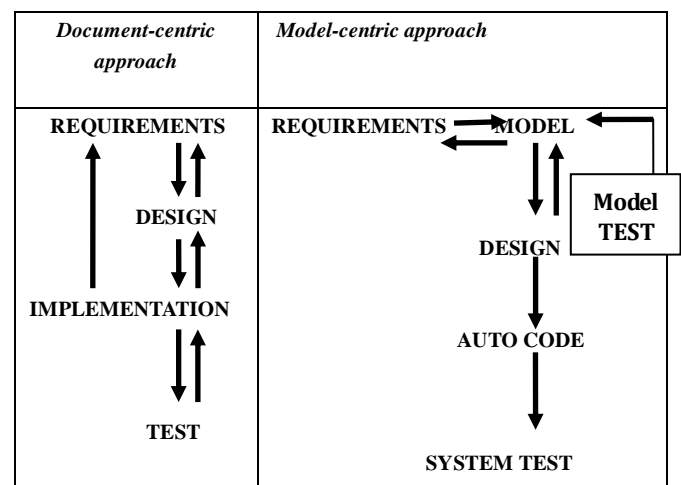 Document-centric
approach
Model-centric approach
REQUIREMENTS
DESIGN
IMPLEMENTATION
TEST
REQUIREMENTS
MODEL
Model
TEST
DESIGN
AUTO CODE
SYSTEM TEST